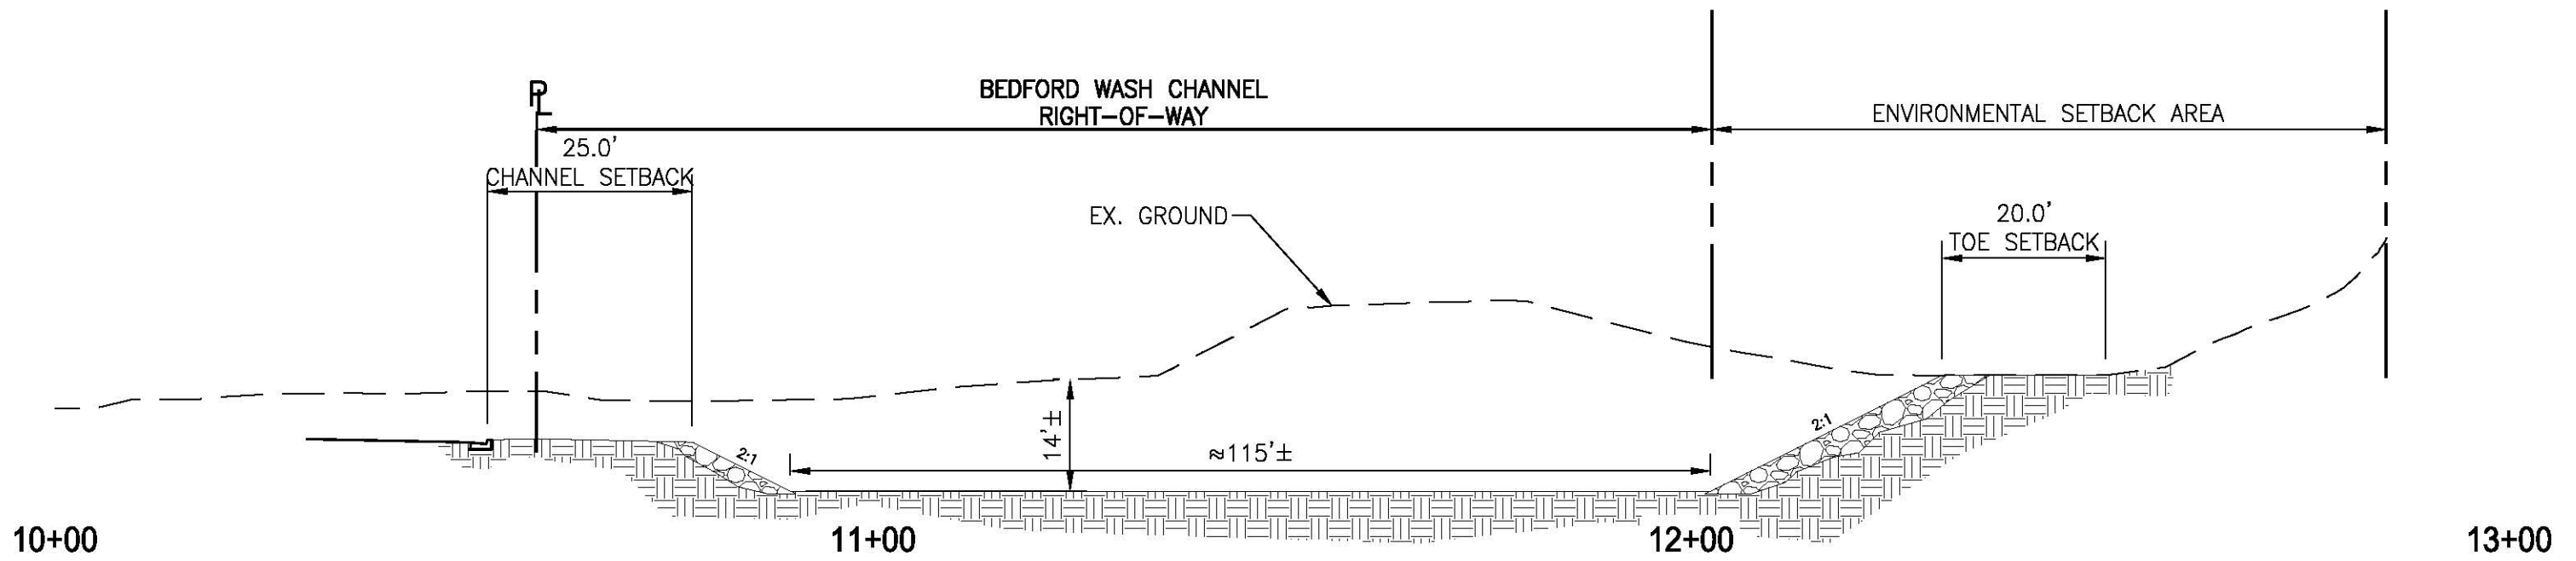 PL
BEDFORD WASH CHANNEL
RIGHT-OF-WAY
ENVIRONMENTAL SETBACK AREA
25.0'
CHANNEL SETBACK
EX. GROUND
20.0'
TOE SETBACK
14'±
≈115'±
2:1
2:1
10+00
11+00
12+00
13+00